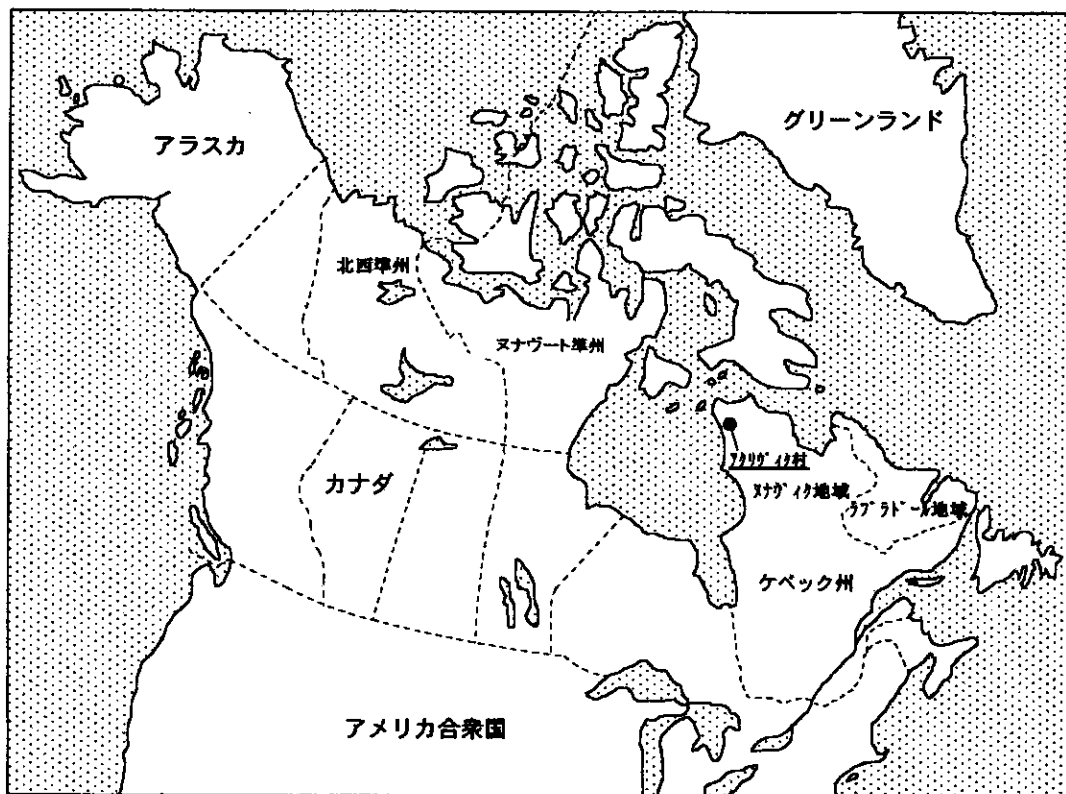 グリーンランド
アラスカ
北西準州
ヌナヴート準州
アクリヴィク村
カナダ
ヌナヴィク地域
ラブラドール地域
ケベック州
アメリカ合衆国